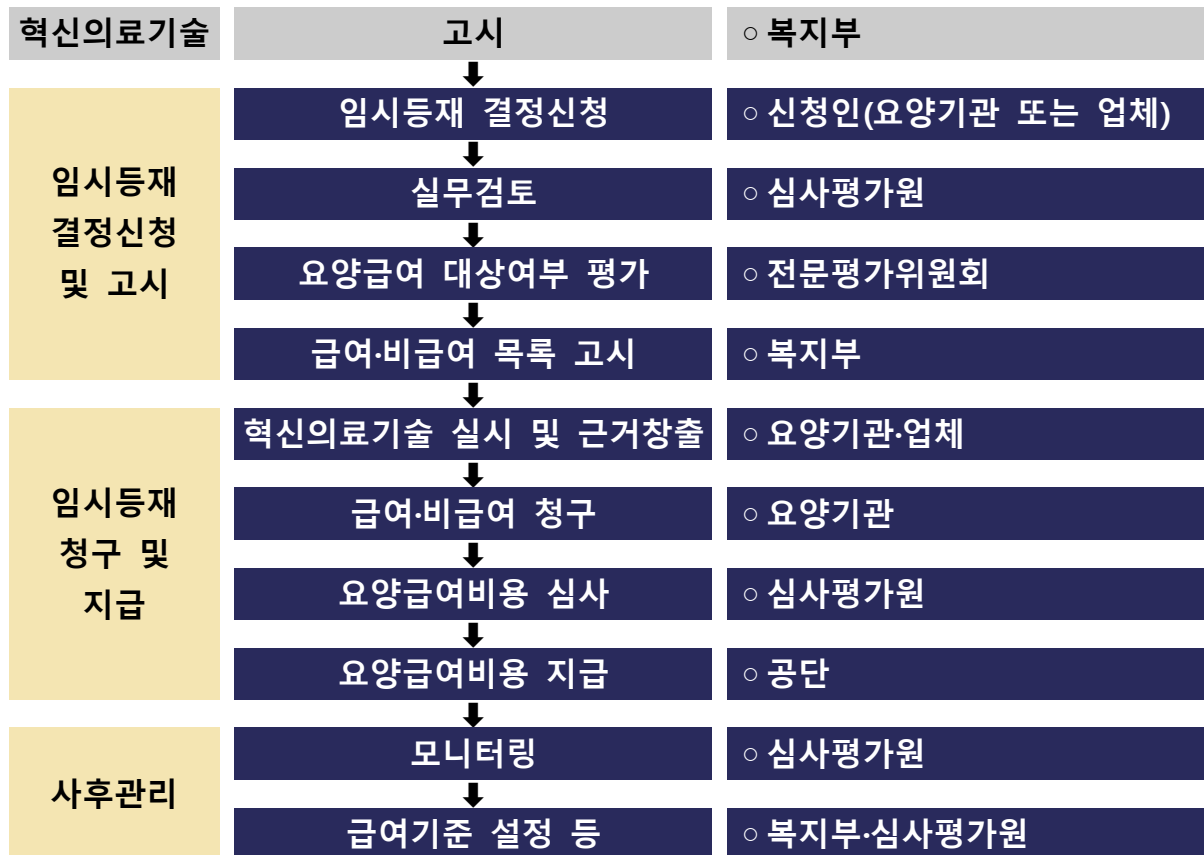 혁신의료기술 고시 ○ 복지부
임시등재 결정신청 ○ 신청인(요양기관 또는 업체)
임시등재
결정신청
및 고시
실무검토 ○ 심사평가원
요양급여 대상여부 평가 ○ 전문평가위원회
급여·비급여 목록 고시 ○ 복지부
혁신의료기술 실시 및 근거창출 ○ 요양기관·업체
임시등재
청구 및
지급
급여·비급여 청구 ○ 요양기관
요양급여비용 심사 ○ 심사평가원
요양급여비용 지급 ○ 공단
사후관리
모니터링 ○ 심사평가원
급여기준 설정 등 ○ 복지부·심사평가원